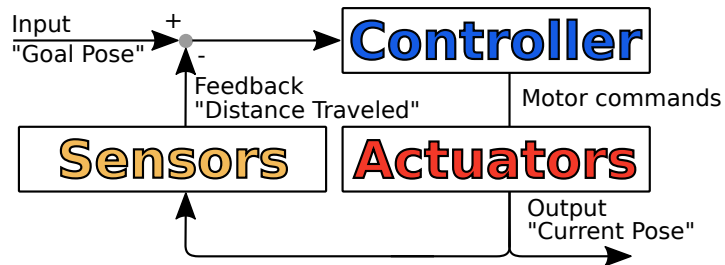 Input
"Goal Pose"
+
-
Controller
Feedback
"Distance Traveled"
Motor commands
Sensors
Actuators
Output
"Current Pose"